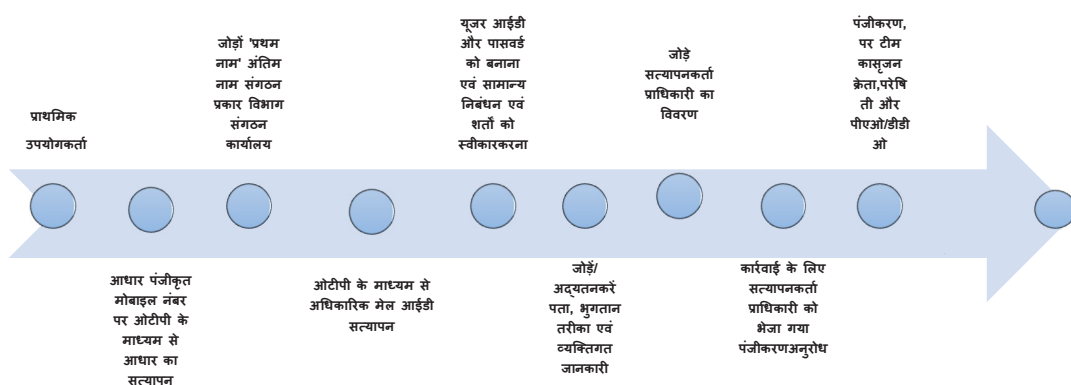 प्राथमिक
उपयोगकर्ता
आधार पंजीकृत
मोबाइल नंबर
पर ओटीपी के
माध्यम से
आधार का
सत्यापन
जोड़ों 'प्रथम
नाम' अंतिम
नाम संगठन
प्रकार विभाग
संगठन
कार्यालय
ओटीपी के माध्यम से
अधिकारिक मेल आईडी
सत्यापन
यूजर आईडी
और पासवर्ड
को बनाना
एवं सामान्य
निबंधन एवं
शर्तों को
स्वीकारकरना
जोड़ें/
अद्यतनकरें
पता, भुगतान
तरीका एवं
व्यक्तिगत
जानकारी
जोड़े
सत्यापनकर्ता
प्राधिकारी का
विवरण
कार्रवाई के लिए
सत्यापनकर्ता
प्राधिकारी को
भेजा गया
पंजीकरणअनुरोध
पंजीकरण,
पर टीम
कासृजन
क्रेता,परेषि
ती और
पीएओ/डीडी
ओ